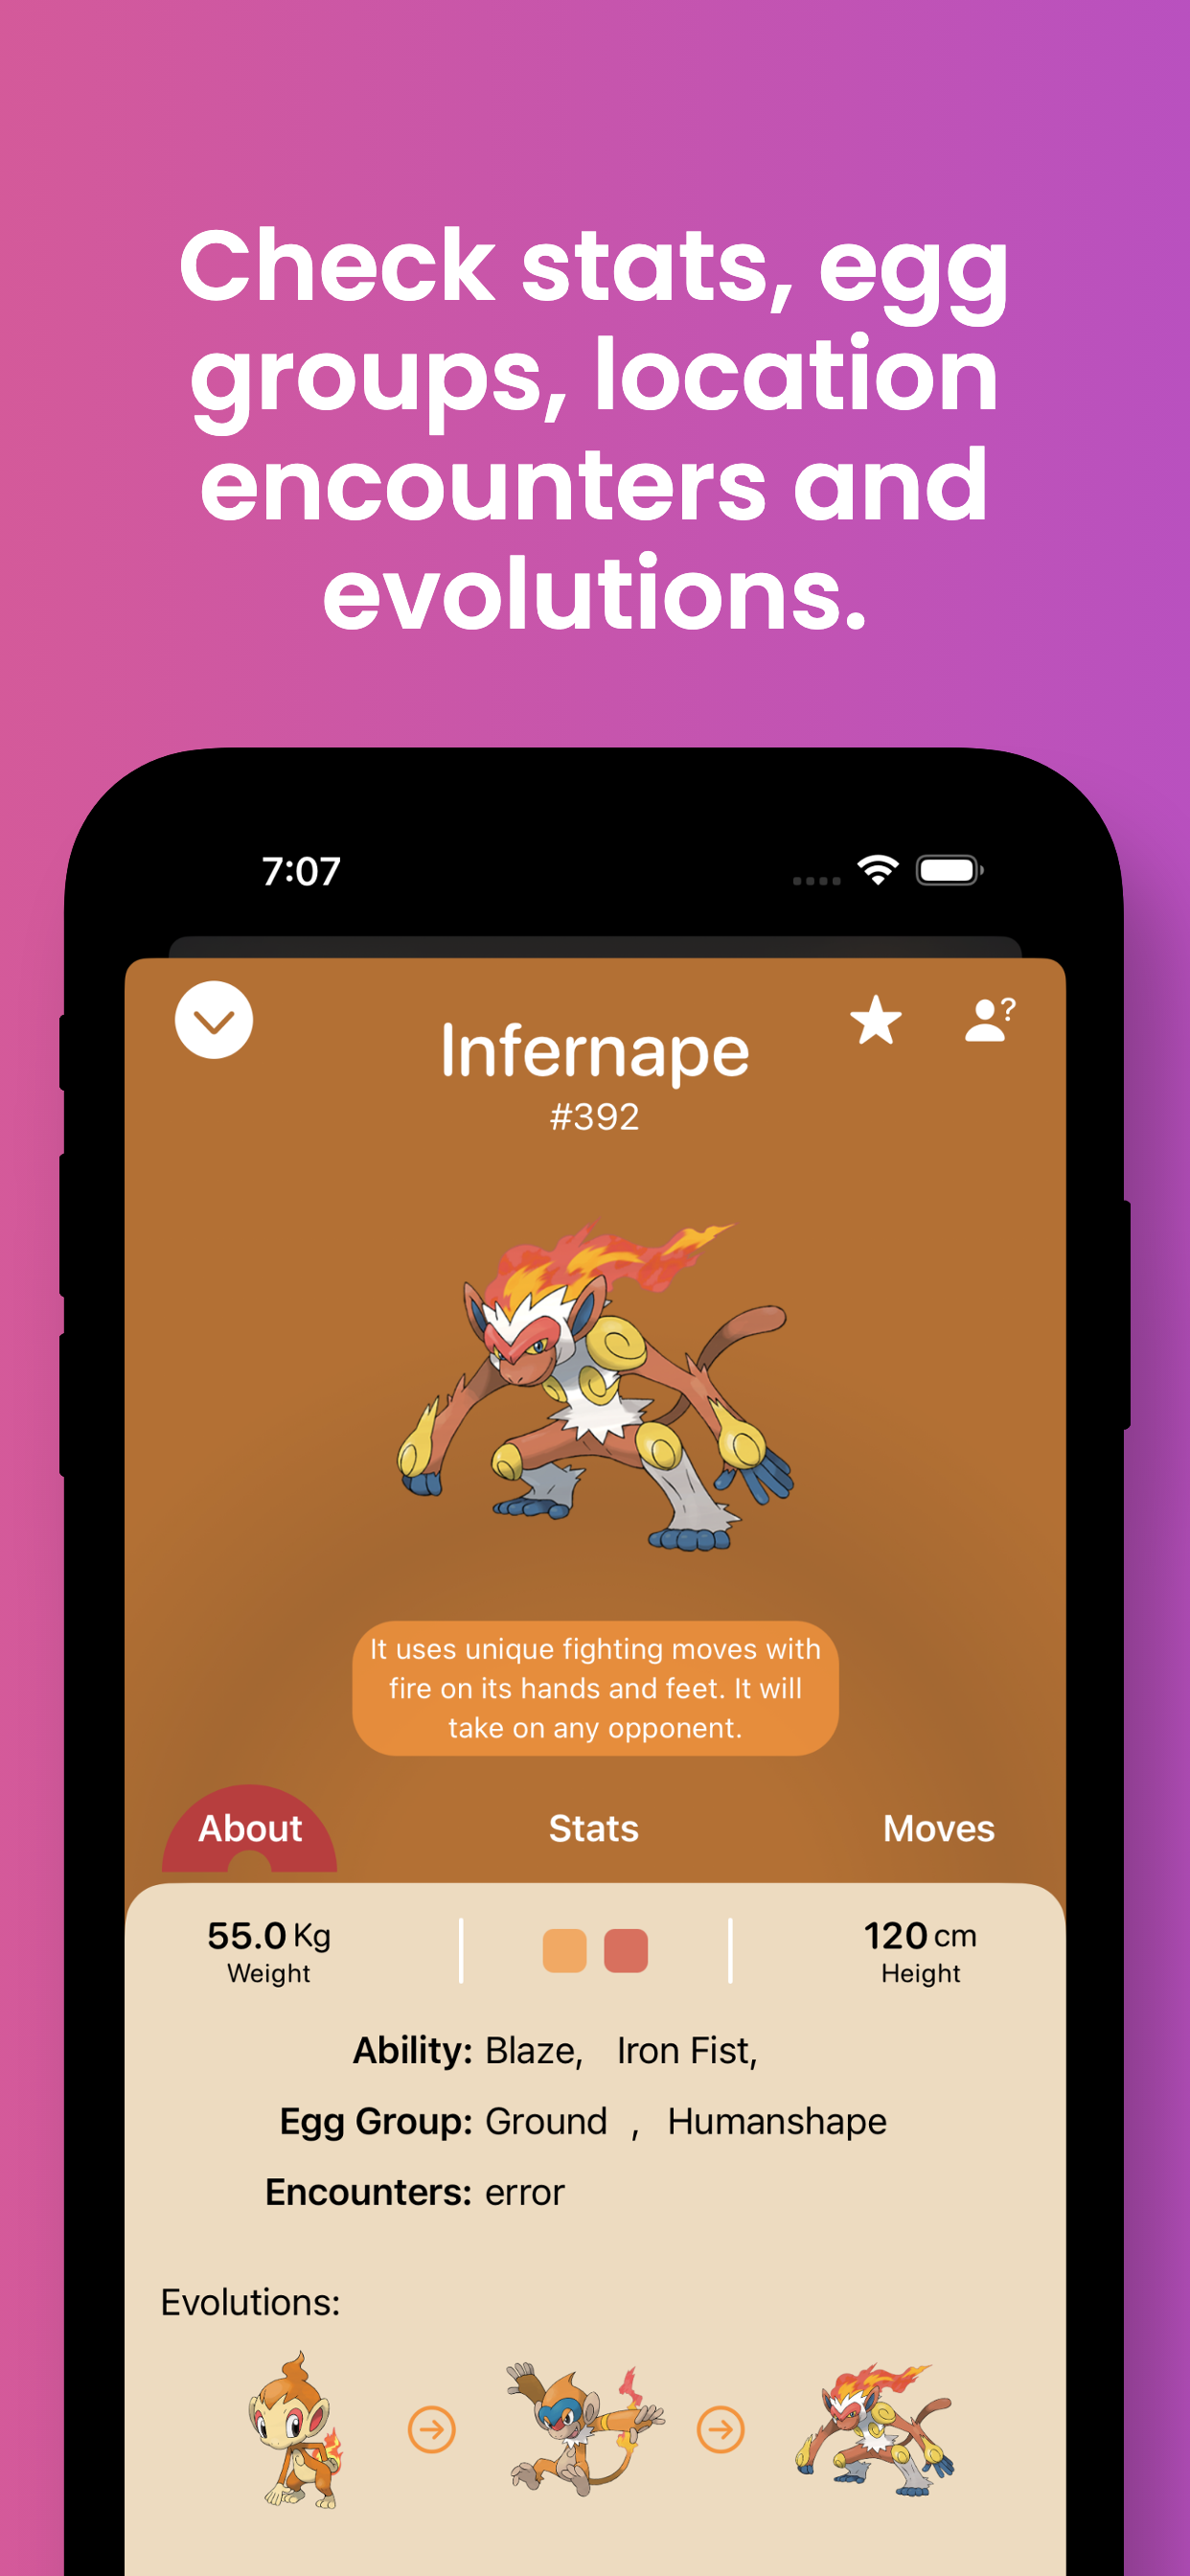 Check stats, egg
groups, location
encounters and
evolutions.
7:07
?
Infernape
#392
It uses unique fighting moves with
fire on its hands and feet. It will
take on any opponent.
About Stats Moves
55.0 Kg 120 cm
Weight Height
Ability: Blaze, Iron Fist,
Egg Group: Ground , Humanshape
Encounters: error
Evolutions: